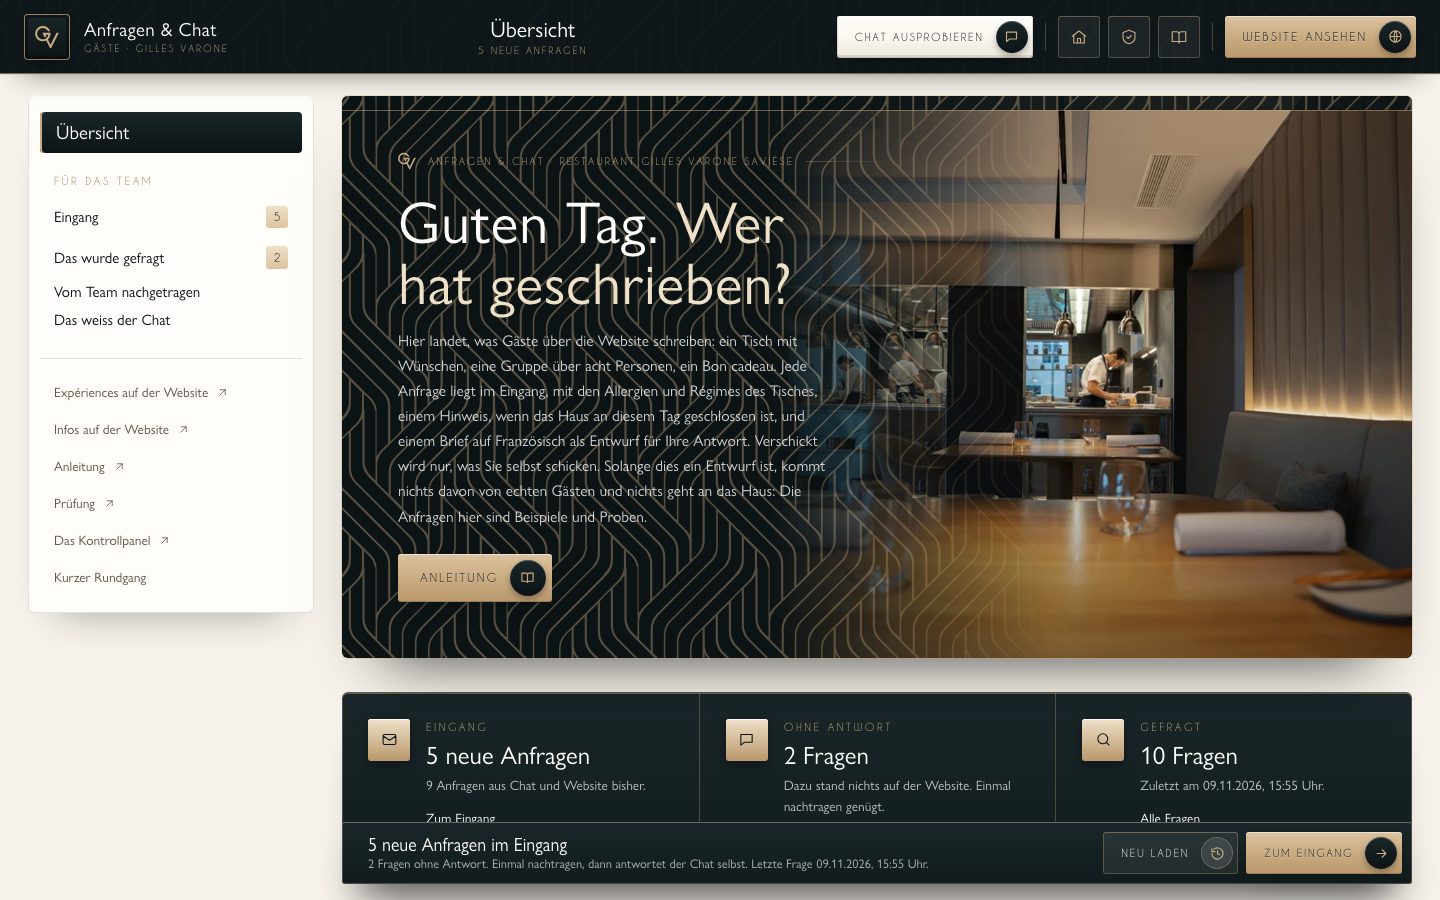 Anfragen & Chat
GÄSTE · GILLES VARONE
Übersicht
5 NEUE ANFRAGEN
CHAT AUSPROBIEREN
WEBSITE ANSEHEN
Übersicht
FÜR DAS TEAM
Eingang 5
Das wurde gefragt 2
Vom Team nachgetragen
Das weiss der Chat
Expériences auf der Website
Infos auf der Website
Anleitung
Prüfung
Das Kontrollpanel
Kurzer Rundgang
GV ANFRAGEN & CHAT · RESTAURANT GILLES VARONE SAVIÈSE
Guten Tag. Wer
hat geschrieben?
Hier landet, was Gäste über die Website schreiben: ein Tisch mit
Wünschen, eine Gruppe über acht Personen, ein Bon cadeau. Jede
Anfrage liegt im Eingang, mit den Allergien und Régimes des Tisches,
einem Hinweis, wenn das Haus an diesem Tag geschlossen ist, und
einem Brief auf Französisch als Entwurf für Ihre Antwort. Verschickt
wird nur, was Sie selbst schicken. Solange dies ein Entwurf ist, kommt
nichts davon von echten Gästen und nichts geht an das Haus: Die
Anfragen hier sind Beispiele und Proben.
ANLEITUNG
EINGANG
5 neue Anfragen
9 Anfragen aus Chat und Website bisher.
Zum Eingang
OHNE ANTWORT
2 Fragen
Dazu stand nichts auf der Website. Einmal
nachtragen genügt.
GEFRAGT
10 Fragen
Zuletzt am 09.11.2026, 15:55 Uhr.
Alle Fragen
5 neue Anfragen im Eingang
2 Fragen ohne Antwort. Einmal nachtragen, dann antwortet der Chat selbst. Letzte Frage 09.11.2026, 15:55 Uhr.
NEU LADEN
ZUM EINGANG